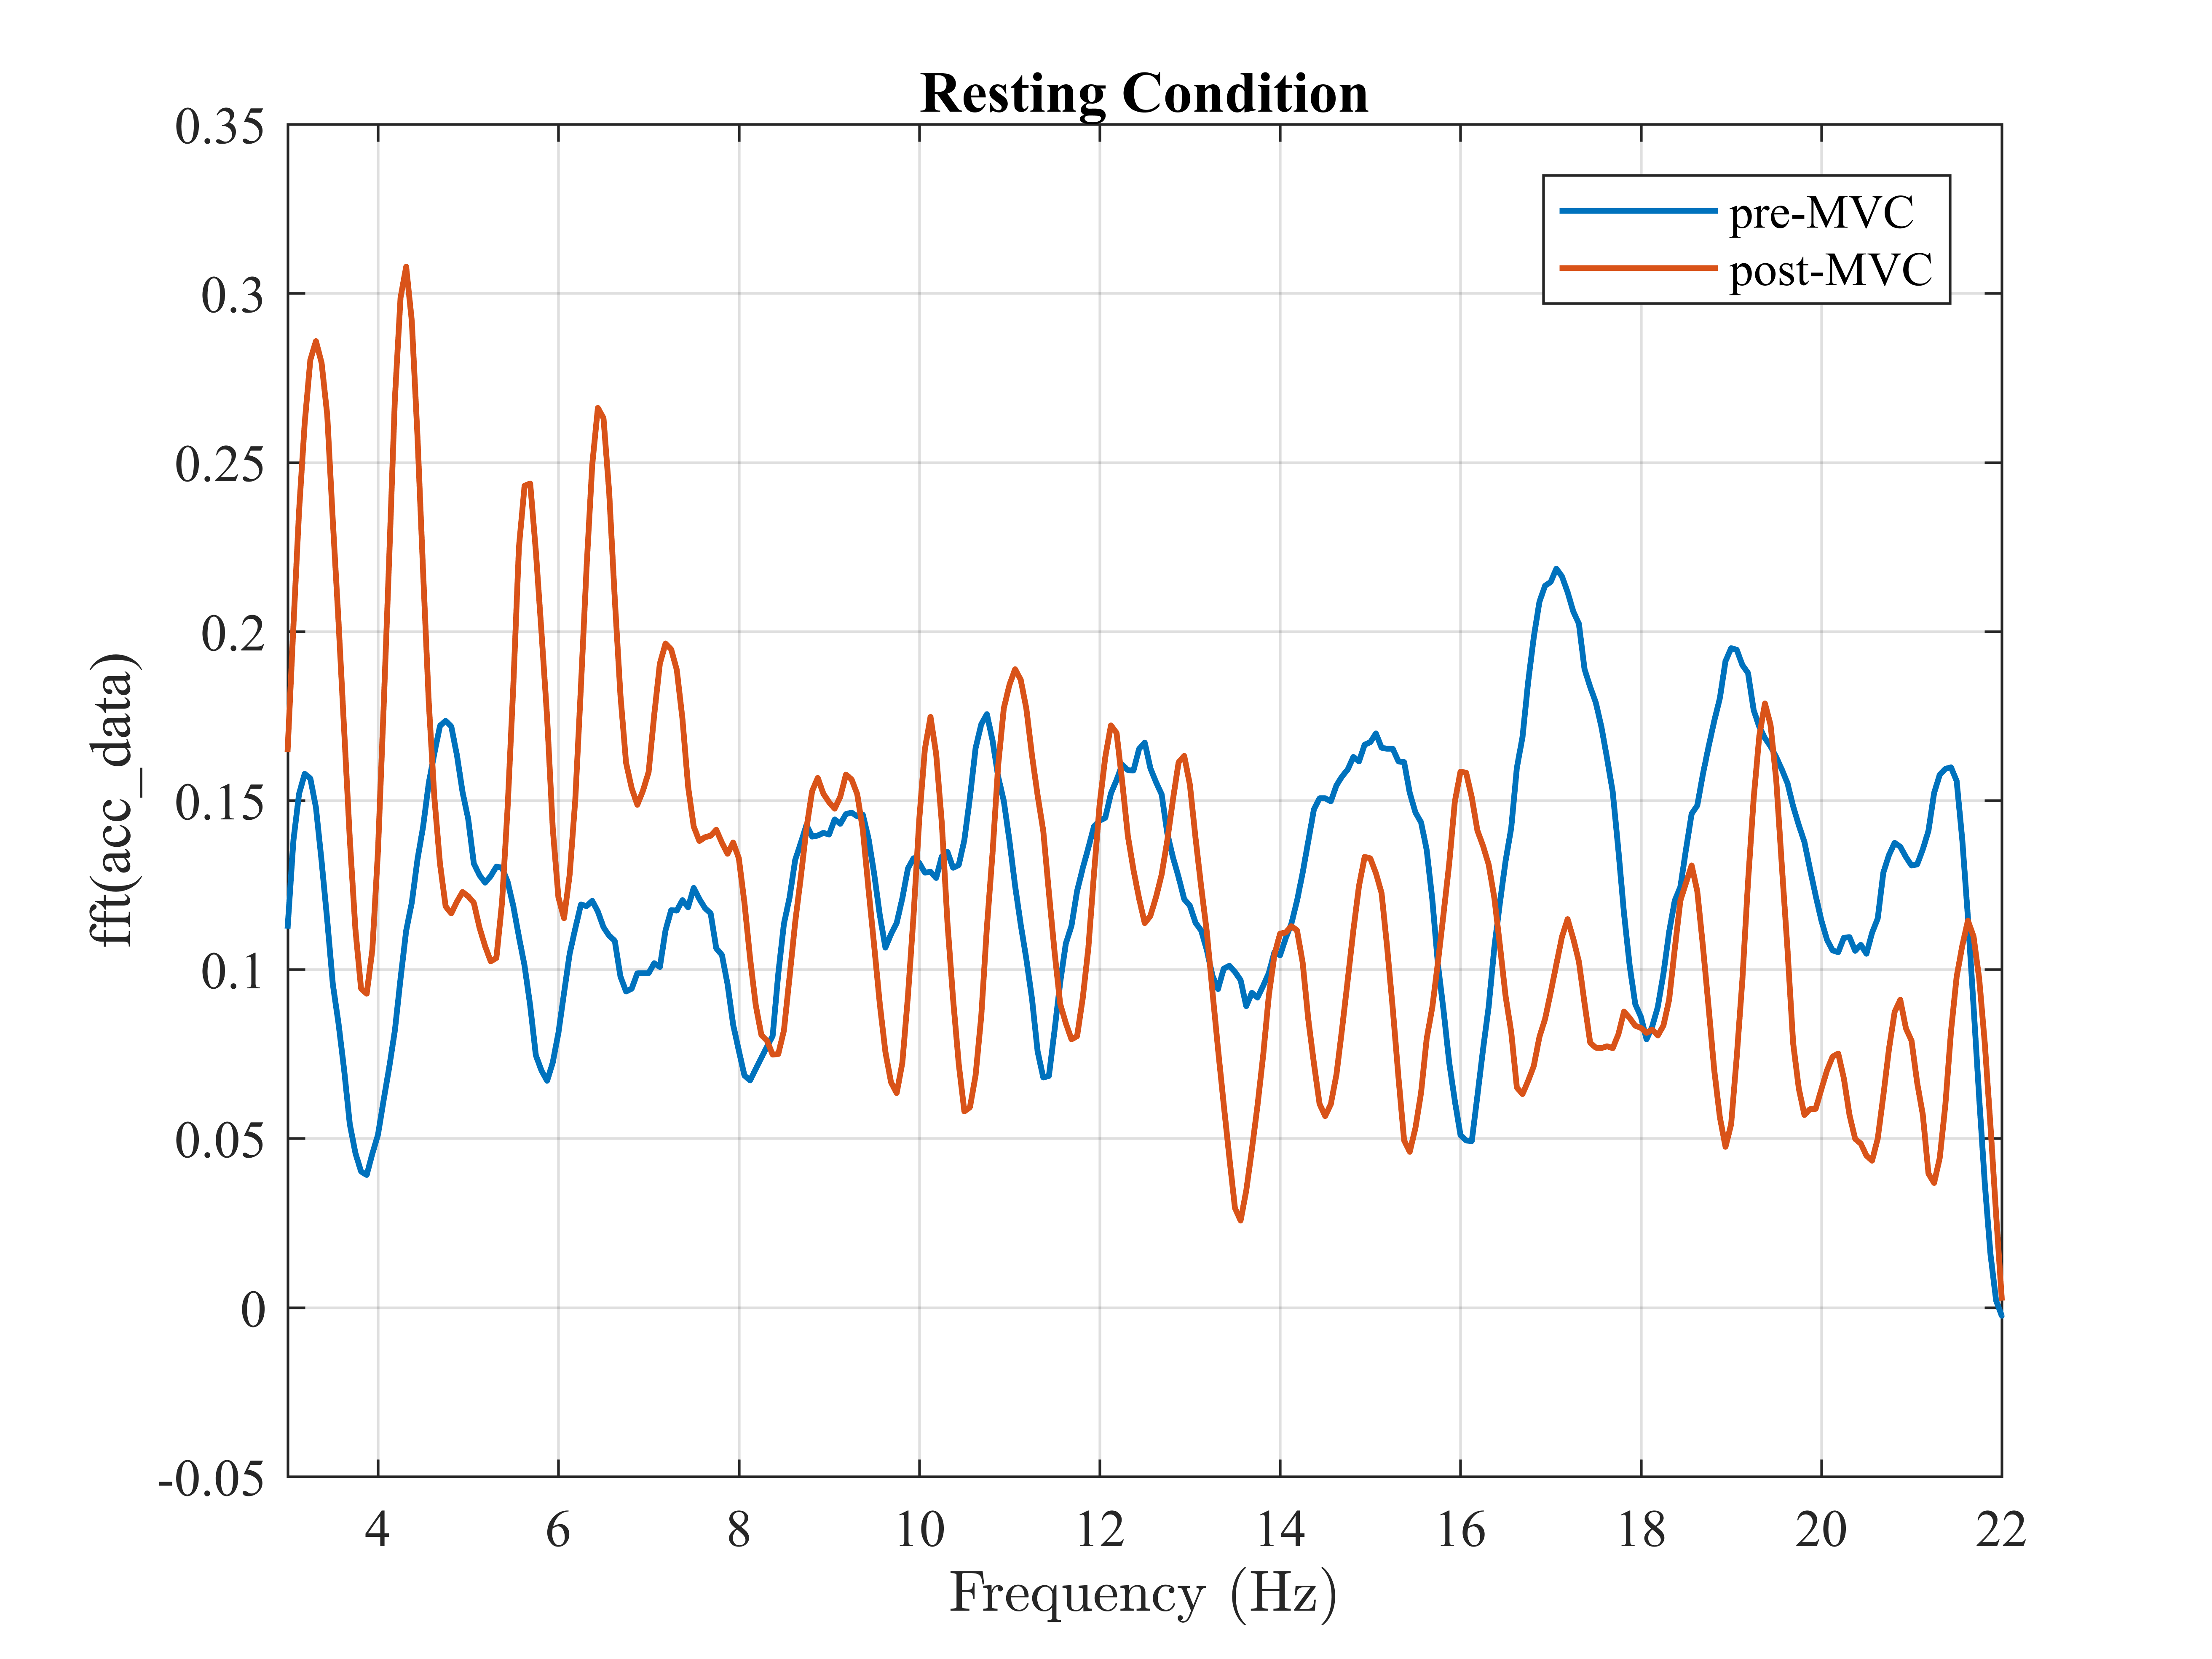 Resting Condition
0.35
0.3
0.25
0.2
0.15
0.1
0.05
0
-0.05
fft(acc_data)
pre-MVC
post-MVC
4 6 8 10 12 14 16 18 20 22
Frequency (Hz)